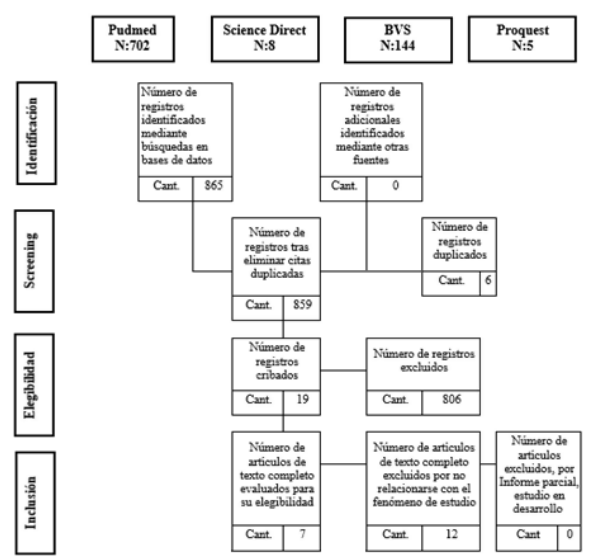 Pudmed
N:702
Science Direct
N:8
BVS
N:144
Proquest
N:5
Identificación
Número de
registros
identificados
mediante
búsquedas en
bases de datos
Cant. 865
Número de
registros
adicionales
identificados
mediante otras
fuentes
Cant. 0
Screening
Número de
registros tras
eliminar citas
duplicadas
Cant. 859
Número de
registros
duplicados
Cant. 6
Elegibilidad
Número de
registros
cribados
Cant. 19
Número de registros
excluidos
Cant. 806
Inclusión
Número de
artículos de
texto completo
evaluados para
su elegibilidad
Cant. 7
Número de artículos
de texto completo
excluidos por no
relacionarse con el
fenómeno de estudio
Cant. 12
Número de
artículos
excluidos, por
Informe parcial,
estudio en
desarrollo
Cant 0